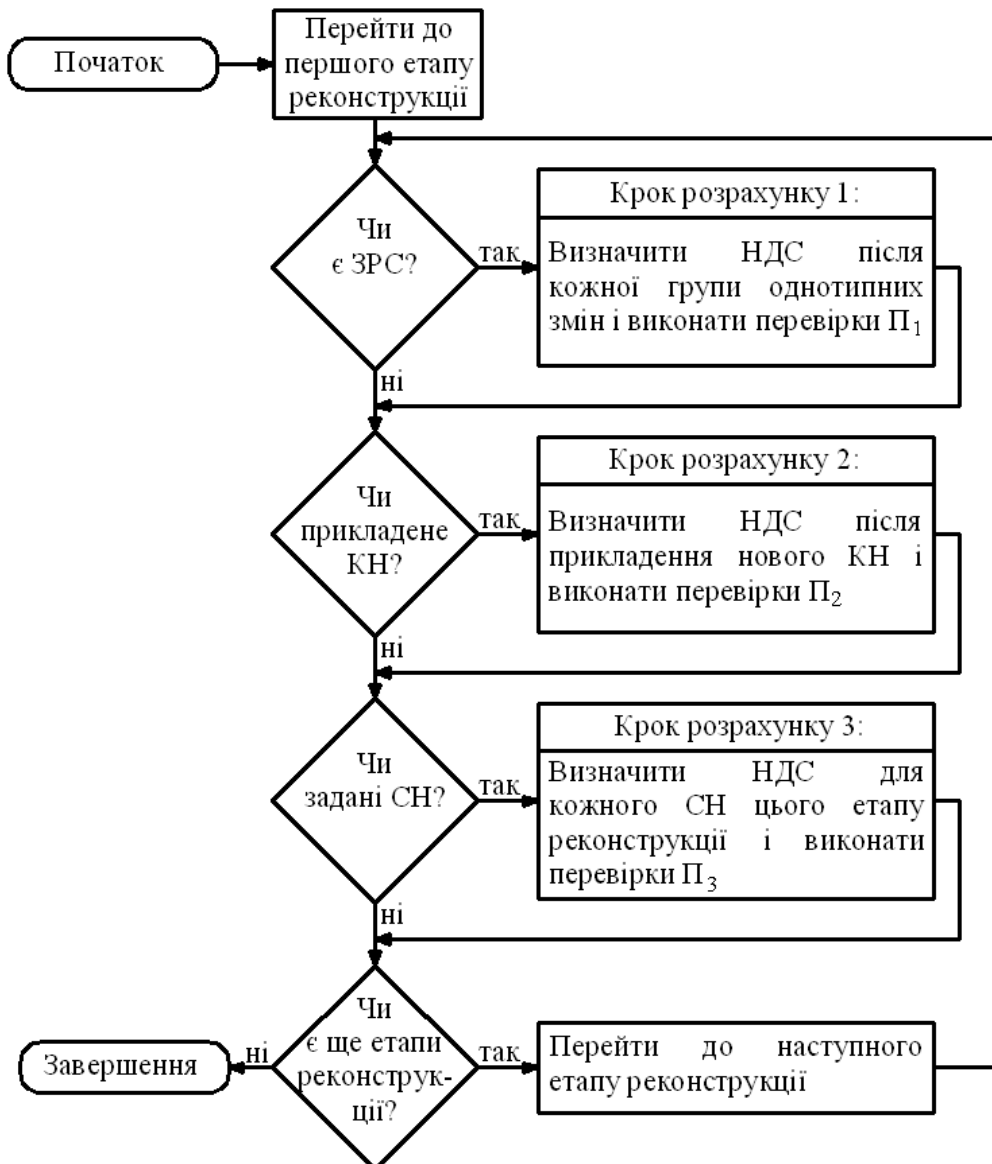 Початок
Перейти до
першого етапу
реконструкції
Чи
є ЗРС?
так
Крок розрахунку 1:
Визначити НДС після
кожної групи однотипних
змін і виконати перевірки П₁
ні
Чи
прикладене
КН?
так
Крок розрахунку 2:
Визначити НДС після
прикладення нового КН і
виконати перевірки П₂
ні
Чи
задані СН?
так
Крок розрахунку 3:
Визначити НДС для
кожного СН цього етапу
реконструкції і виконати
перевірки П₃
ні
Чи
є ще етапи
реконструк-
ції?
ні
Завершення
так
Перейти до наступного
етапу реконструкції